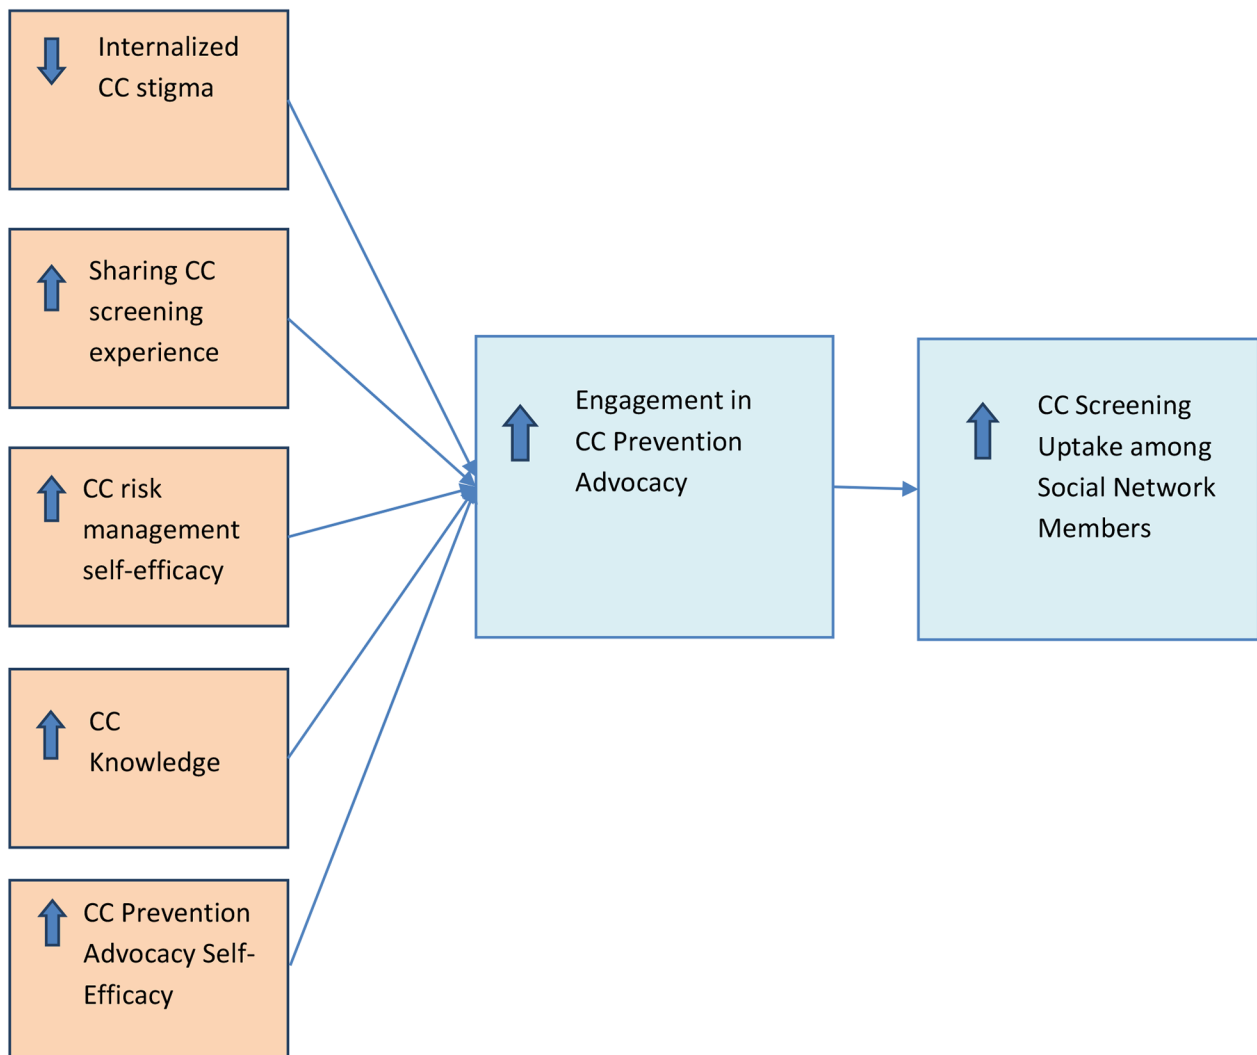 Internalized
CC stigma
Sharing CC
screening
experience
CC risk
management
self-efficacy
CC
Knowledge
CC Prevention
Advocacy Self-
Efficacy
Engagement in
CC Prevention
Advocacy
CC Screening
Uptake among
Social Network
Members